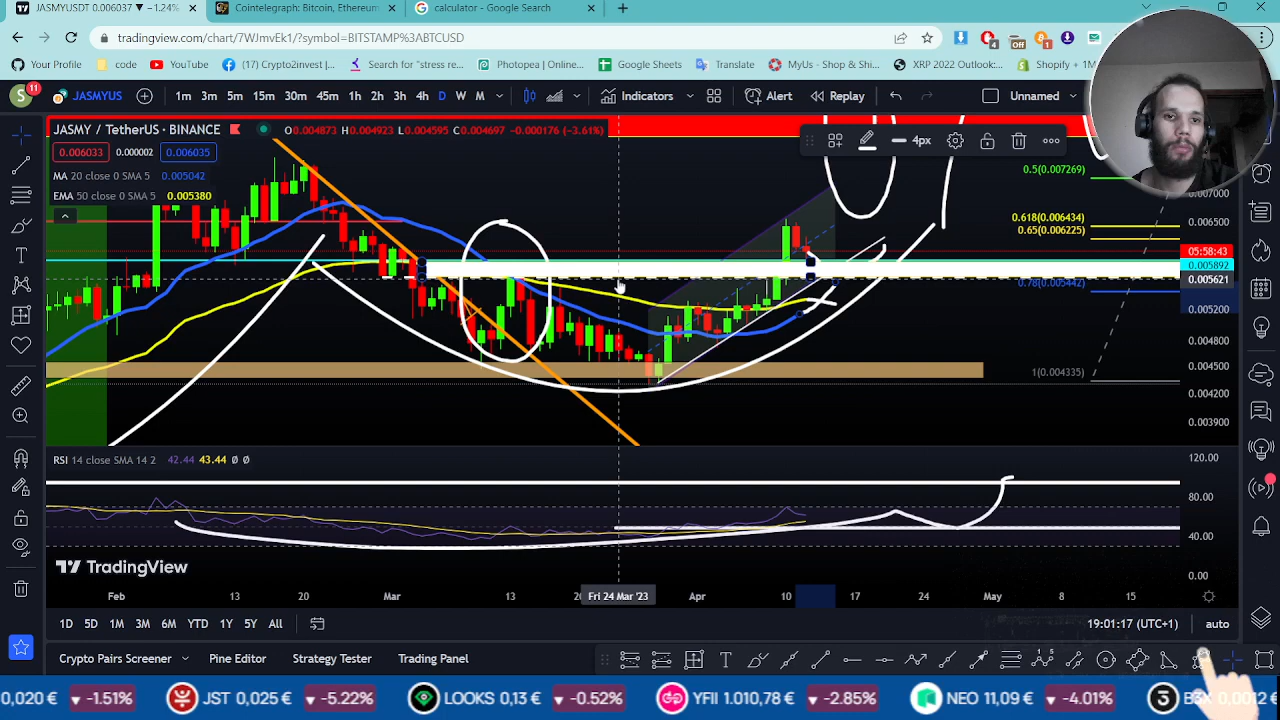 JASMYUSDT 0.006037 ▼ −1.24%
Cointelegraph: Bitcoin, Ethereum
calculator - Google Search
tradingview.com/chart/7WJmvEk1/?symbol=BITSTAMP%3ABTCUSD
4
Off
1
Your Profile
code
YouTube
(17) Crypto2invest |...
Search for "stress re...
Photopea | Online...
Google Sheets
Translate
MyUs - Shop & Shi...
XRP 2022 Outlook:...
Shopify + 1M
S
11
JASMYUS
1m 3m 5m 15m 30m 45m 1h 2h 3h 4h D W M
Indicators
Alert
Replay
Unnamed
JASMY / TetherUS · BINANCE
O0.004873 H0.004923 L0.004595 C0.004697 −0.000176 (−3.61%)
4px
0.006033 0.000002 0.006035
MA 20 close 0 SMA 5 0.005042
EMA 50 close 0 SMA 5 0.005380
0.5(0.007269)
0.618(0.006434)
0.65(0.006225)
0.78(0.005442)
1(0.004335)
0.007000
0.006500
05:58:43
0.005892
0.005621
0.005200
0.004800
0.004500
0.004200
0.003900
RSI 14 close SMA 14 2 42.44 43.44 Ø Ø
120.00
80.00
40.00
0.00
TradingView
Feb 13 20 Mar 13 Fri 24 Mar '23 Apr 10 17 24 May 8 15
1D 5D 1M 3M 6M YTD 1Y 5Y All
19:01:17 (UTC+1)
auto
Crypto Pairs Screener
Pine Editor
Strategy Tester
Trading Panel
0,020 € ▼ −1.51%
JST 0,025 € ▼ −5.22%
LOOKS 0,13 € ▼ −0.52%
YFII 1.010,78 € ▼ −2.85%
NEO 11,09 € ▼ −4.01%